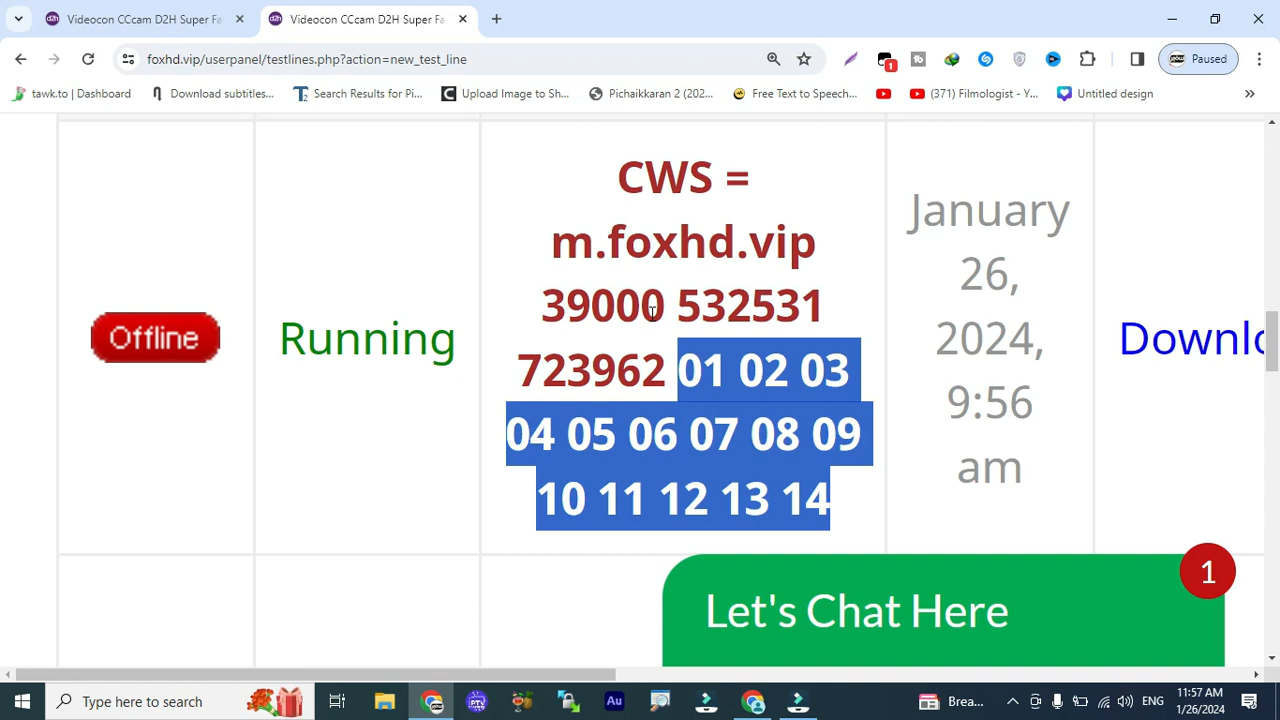 Videocon CCcam D2H Super Fa
Videocon CCcam D2H Super Fa
foxhd.vip/userpanel/testlines.php?action=new_test_line
1
Paused
tawk.to | Dashboard
Download subtitles...
Search Results for Pi...
Upload Image to Sh...
Pichaikkaran 2 (202...
Free Text to Speech...
(371) Filmologist - Y...
Untitled design
Offline
Running
CWS =
m.foxhd.vip
39000 532531
723962 01 02 03
04 05 06 07 08 09
10 11 12 13 14
January
26,
2024,
9:56
am
Downlo
Let's Chat Here
1
Type here to search
Au
Brea...
ENG
11:57 AM
1/26/2024